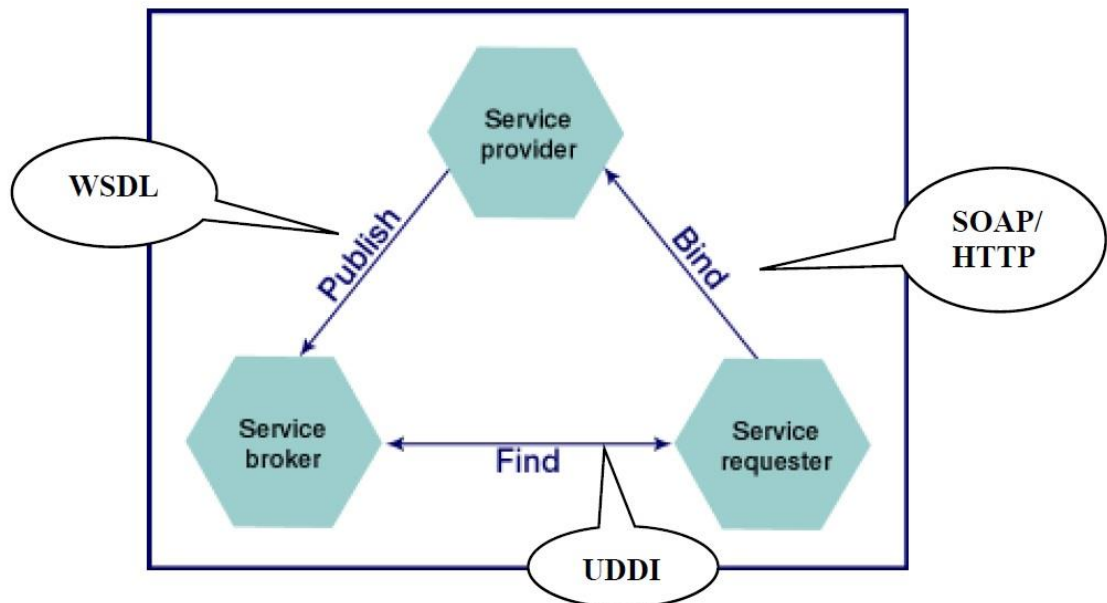 Service
provider
WSDL
Publish
Bind
SOAP/
HTTP
Service
broker
Find
Service
requester
UDDI